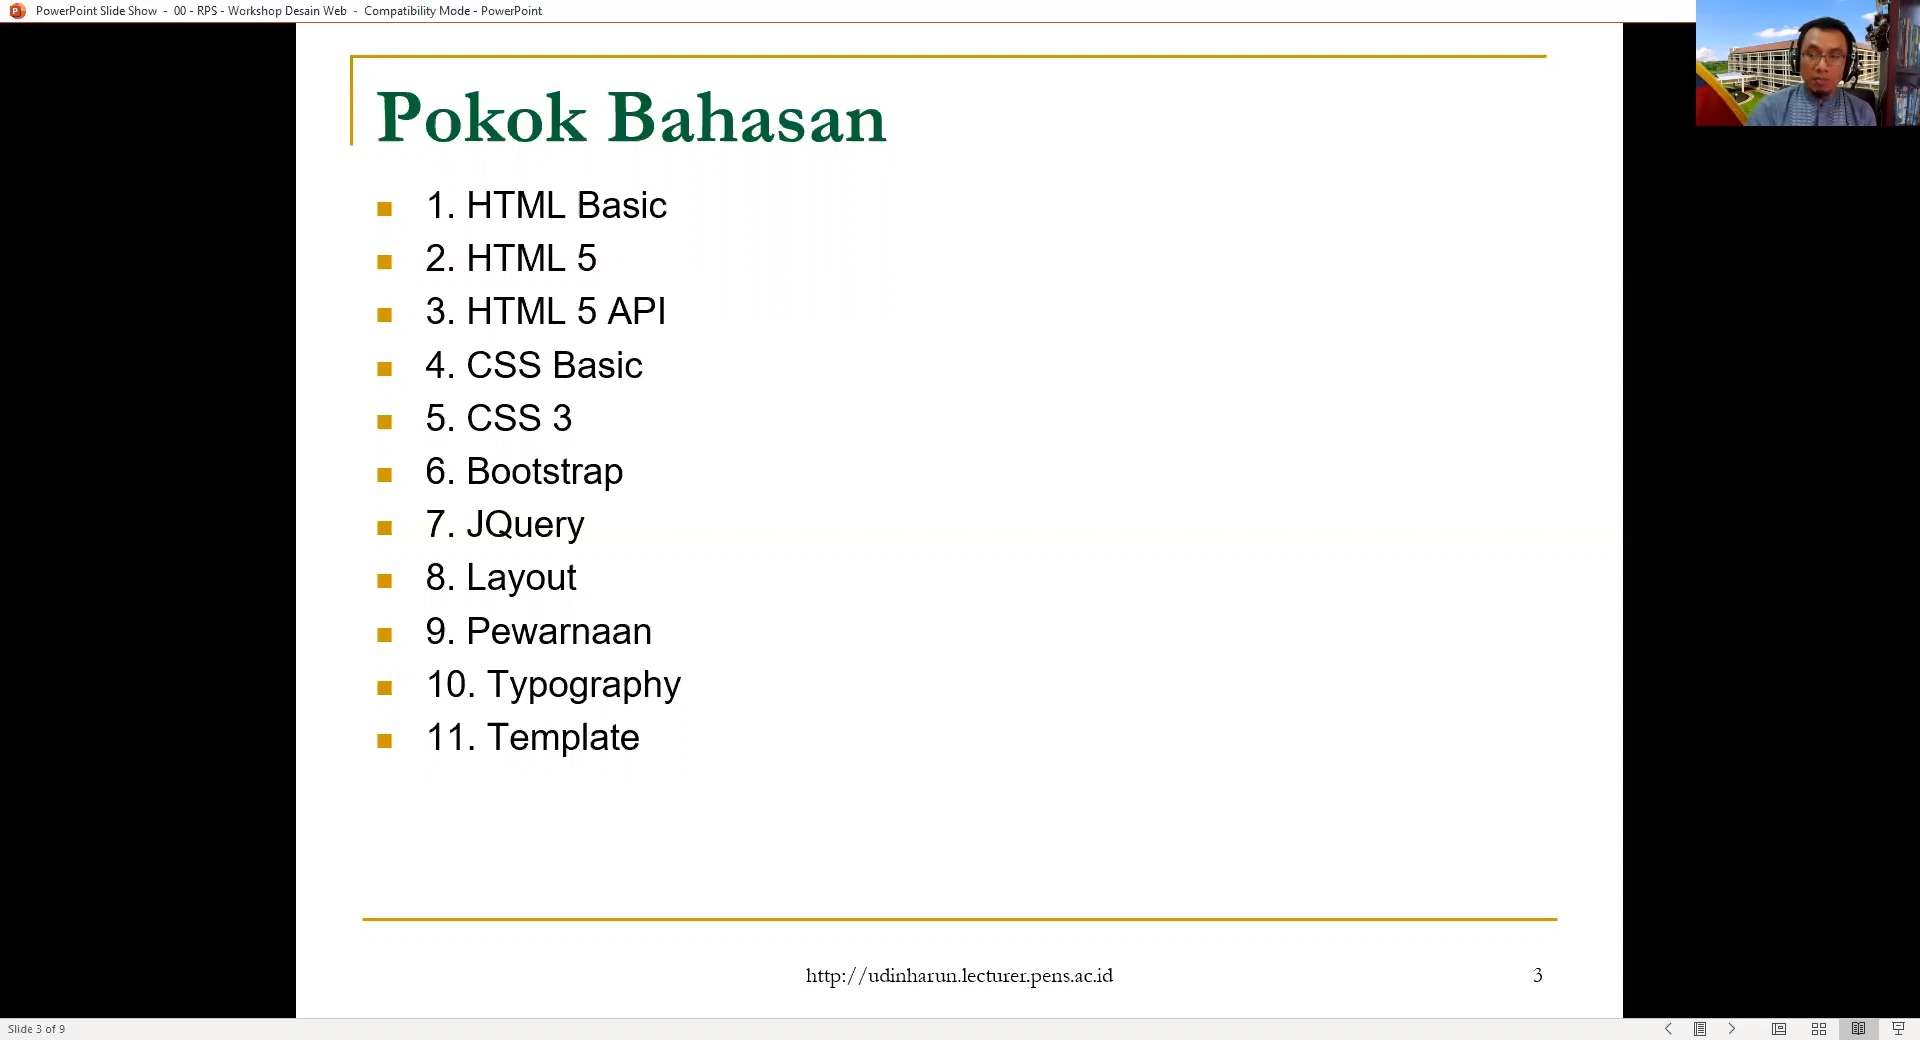 PowerPoint Slide Show - 00 - RPS - Workshop Desain Web - Compatibility Mode - PowerPoint
Pokok Bahasan
1. HTML Basic
2. HTML 5
3. HTML 5 API
4. CSS Basic
5. CSS 3
6. Bootstrap
7. JQuery
8. Layout
9. Pewarnaan
10. Typography
11. Template
http://udinharun.lecturer.pens.ac.id
3
Slide 3 of 9